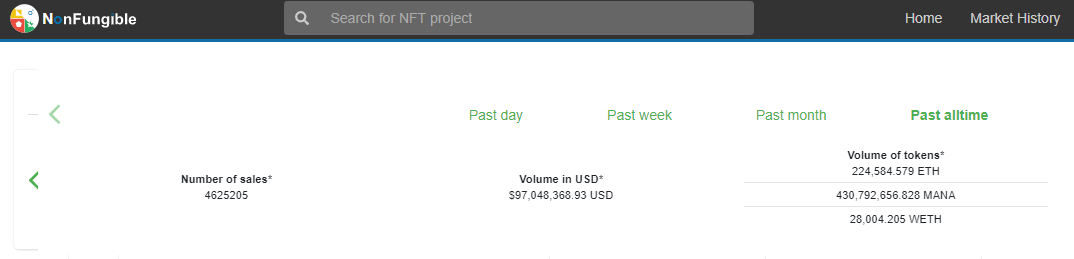 NonFungible
Search for NFT project
Home
Market History
Past day
Past week
Past month
Past alltime
Number of sales*
4625205
Volume in USD*
$97,048,368.93 USD
Volume of tokens*
224,584.579 ETH
430,792,656.828 MANA
28,004.205 WETH